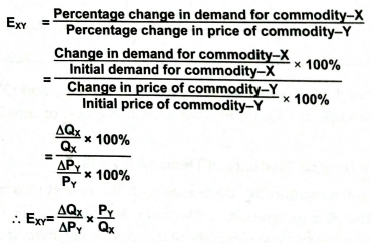 E_XY = Percentage change in demand for commodity–X / Percentage change in price of commodity–Y
= Change in demand for commodity–X / Initial demand for commodity–X × 100%
Change in price of commodity–Y / Initial price of commodity–Y × 100%
= ΔQ_X / Q_X × 100%
ΔP_Y / P_Y × 100%
∴ E_XY = ΔQ_X / ΔP_Y × P_Y / Q_X